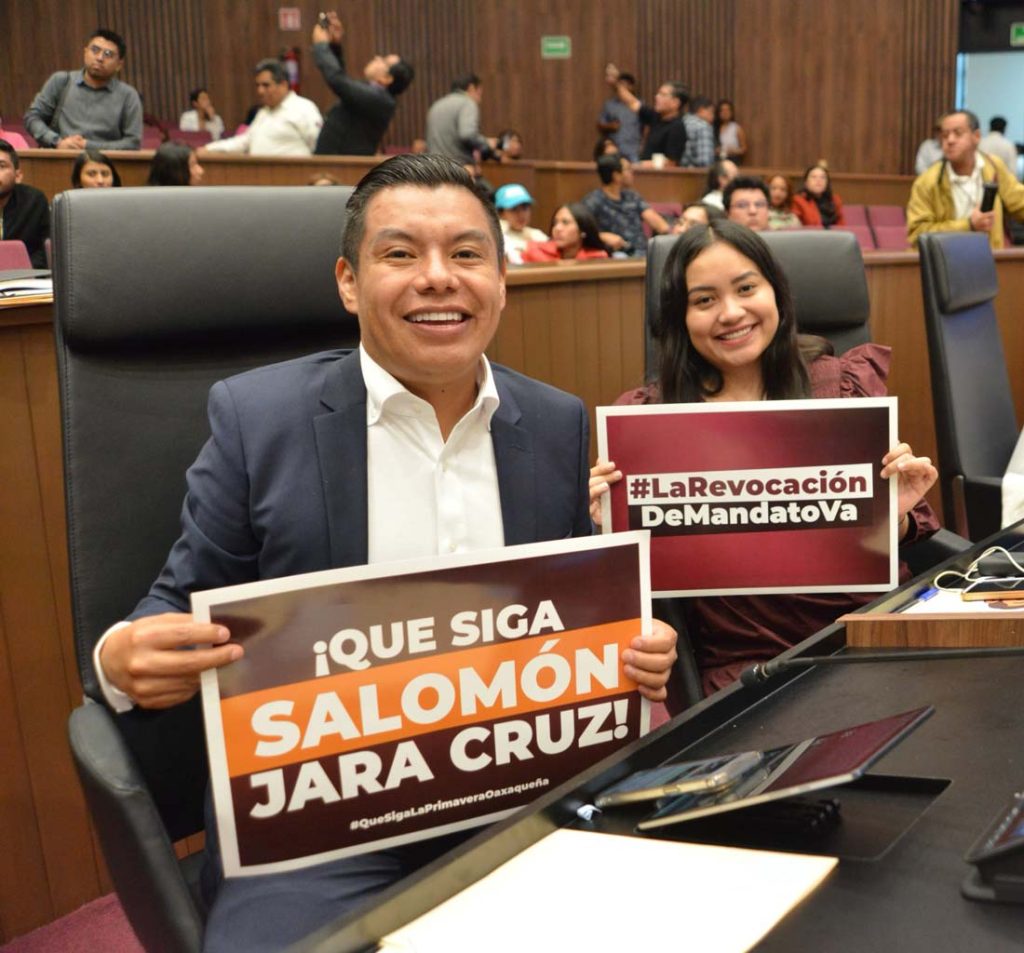 #LaRevocación
DeMandatoVa
¡QUE SIGA
SALOMÓN
JARA CRUZ!
#QueSigaLaPrimaveraOaxaqueña